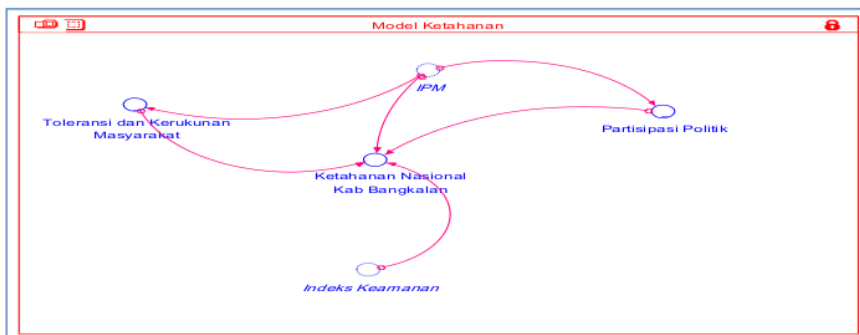 Model Ketahanan
IPM
Toleransi dan Kerukunan
Masyarakat
Partisipasi Politik
Ketahanan Nasional
Kab Bangkalan
Indeks Keamanan